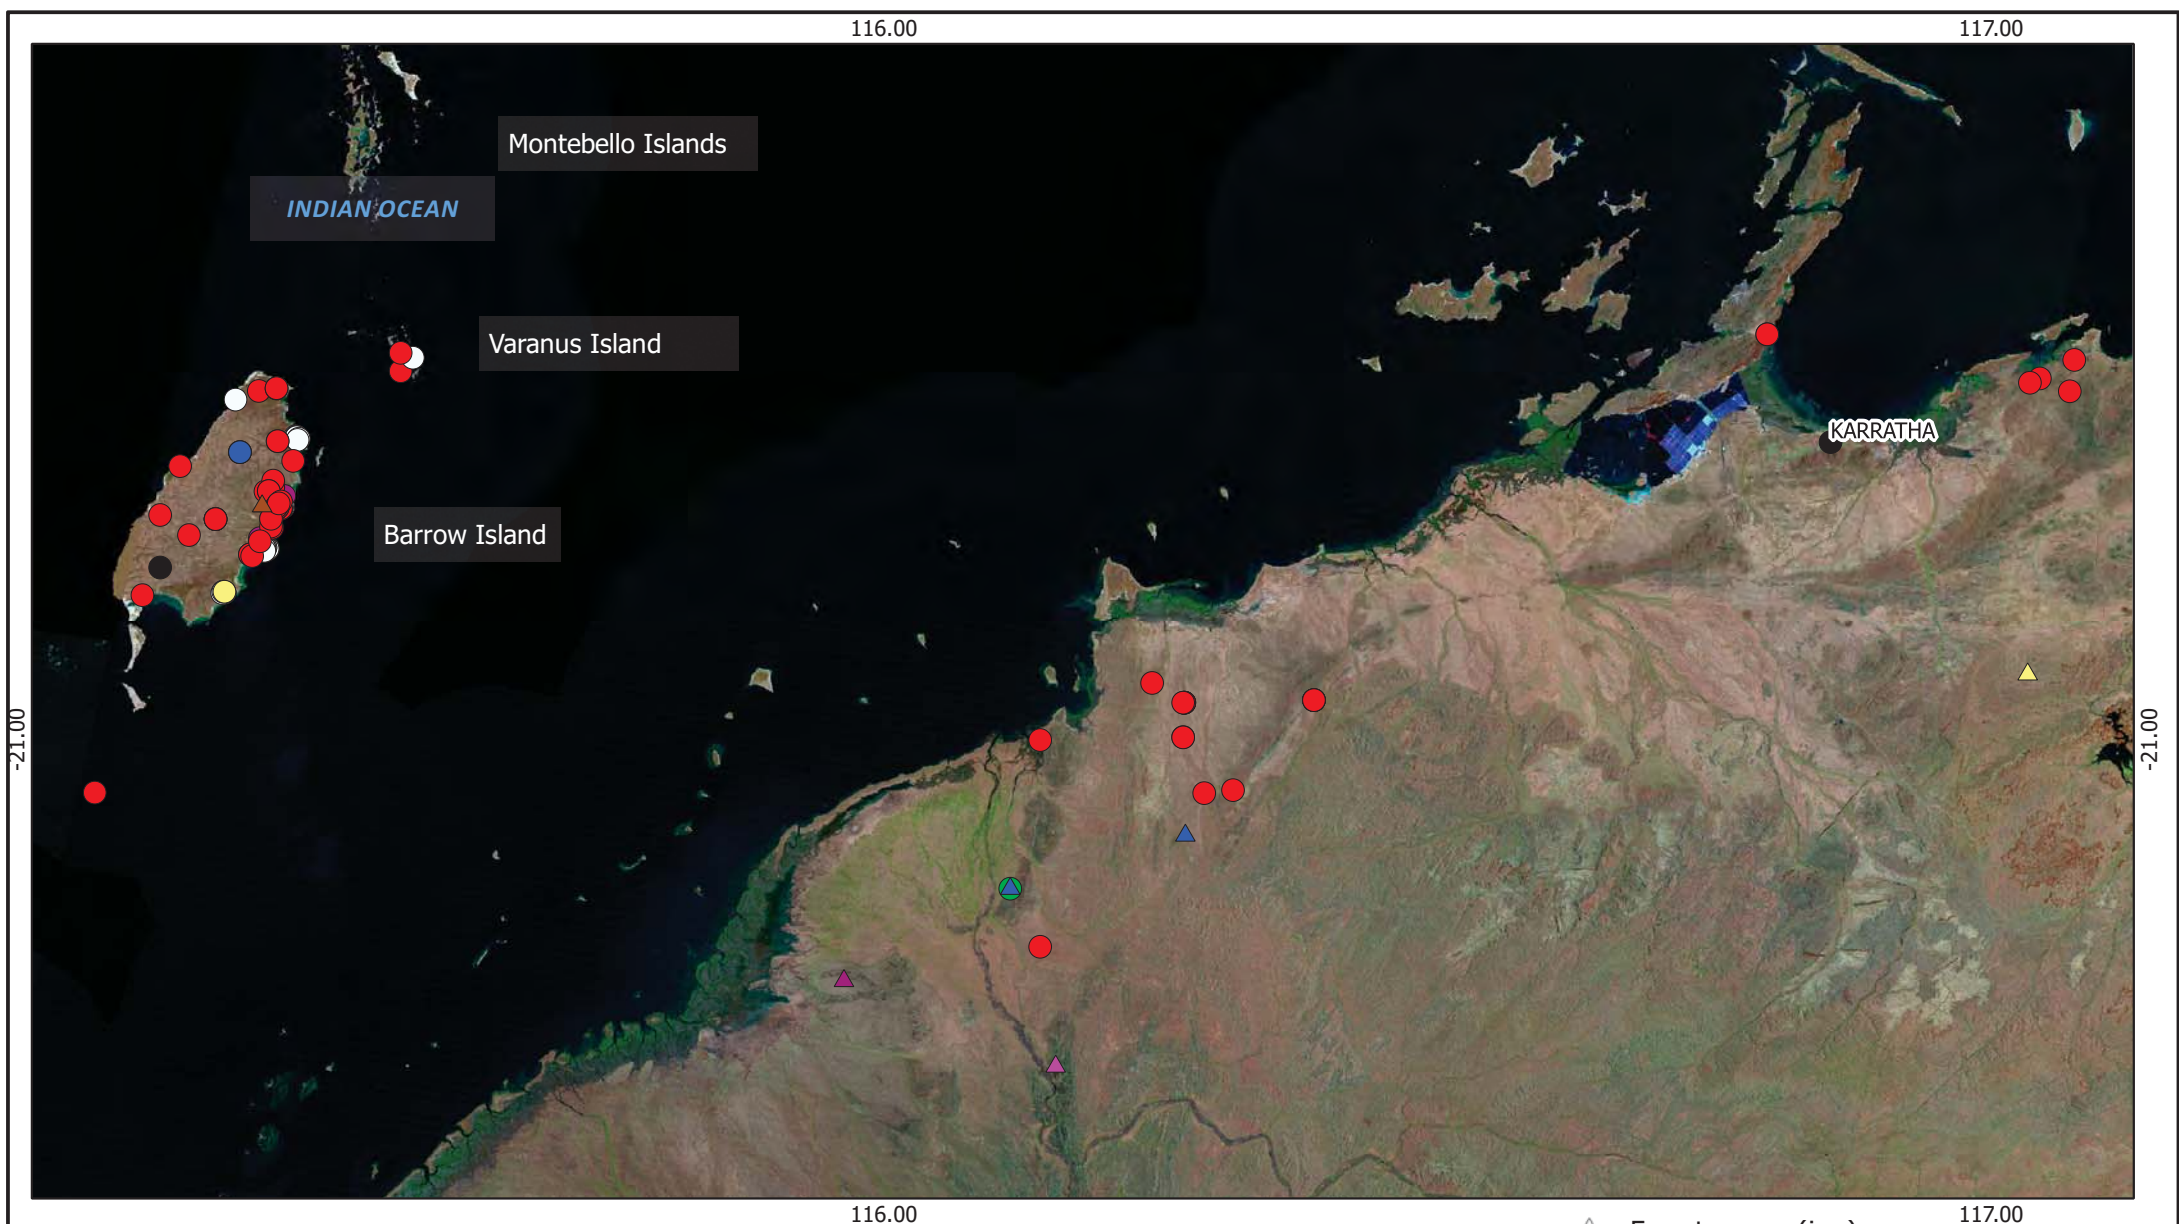 116.00
117.00
Montebello Islands
INDIAN OCEAN
Varanus Island
KARRATHA
Barrow Island
-21.00
-21.00
116.00
117.00